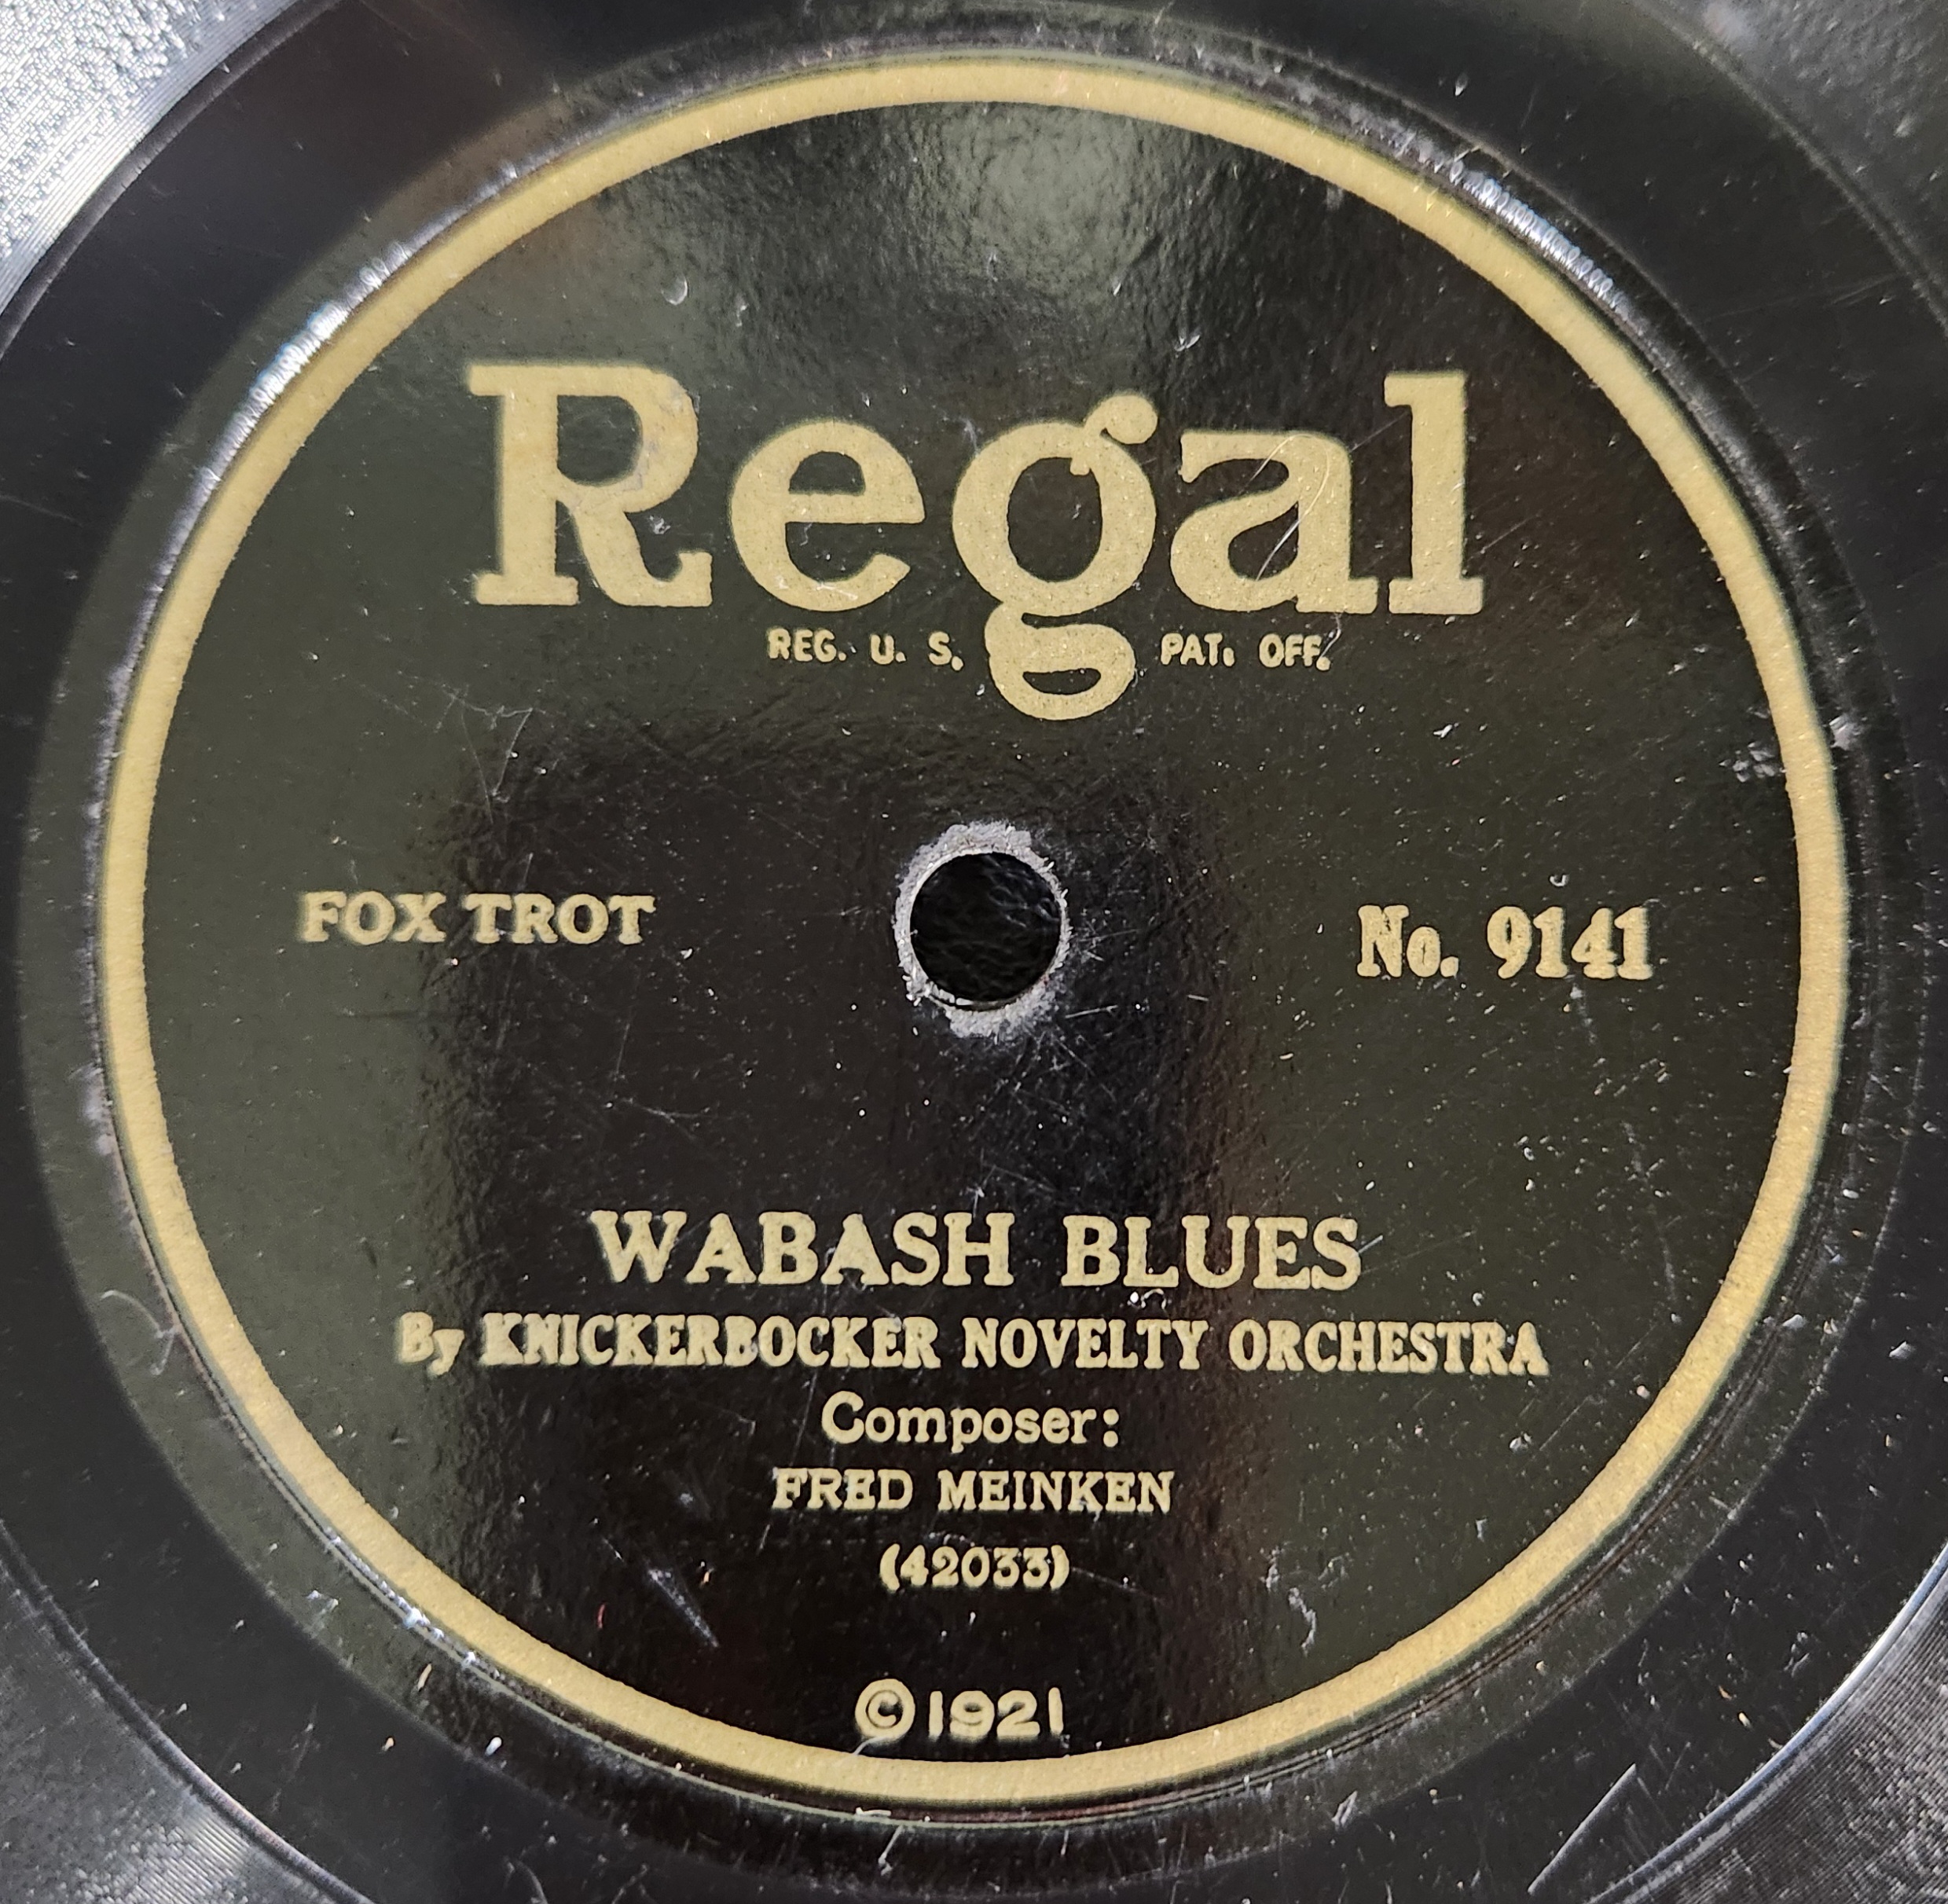 Regal
REG. U. S. PAT. OFF.
FOX TROT
No. 9141
WABASH BLUES
By KNICKERBOCKER NOVELTY ORCHESTRA
Composer:
FRED MEINKEN
(42033)
©1921